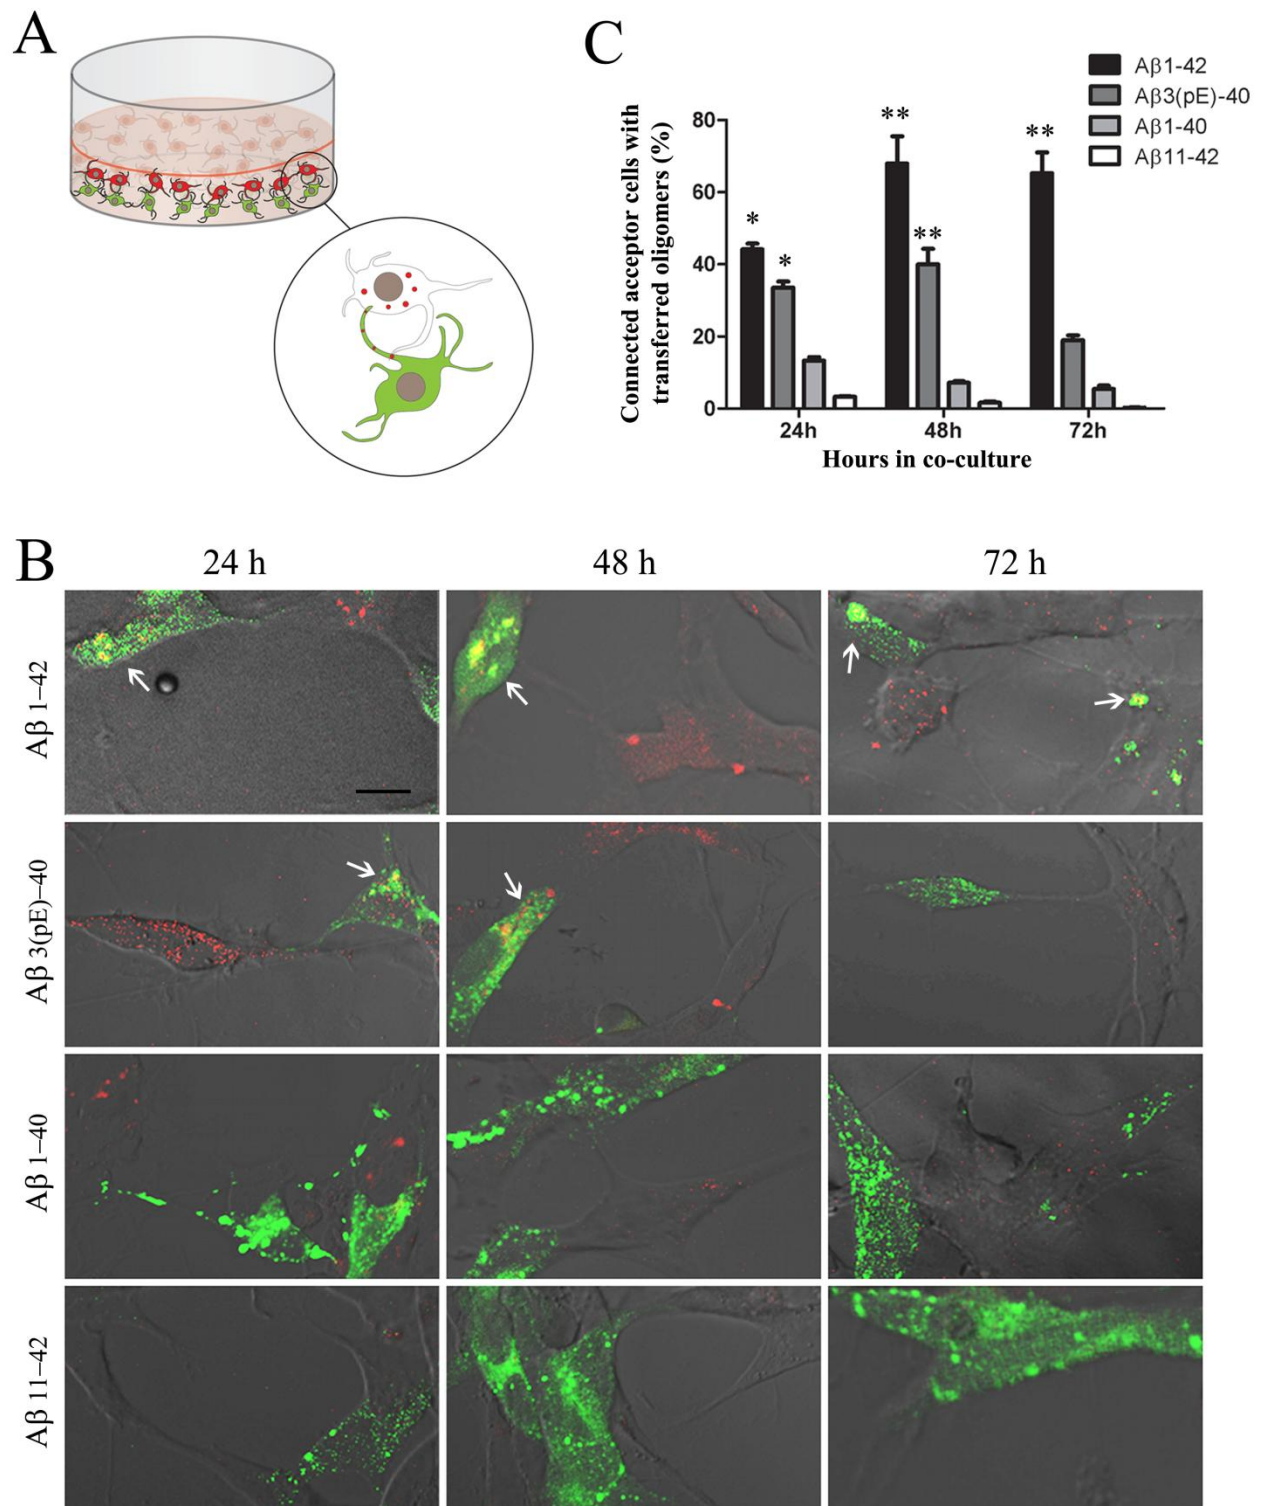 A
C
Aβ1-42
Aβ3(pE)-40
Aβ1-40
Aβ11-42
Connected acceptor cells with
transferred oligomers (%)
80
60
40
20
0
*
*
**
**
**
24h
48h
72h
Hours in co-culture
B
24 h
48 h
72 h
Aβ 1–42
Aβ 3(pE)–40
Aβ 1–40
Aβ 11–42